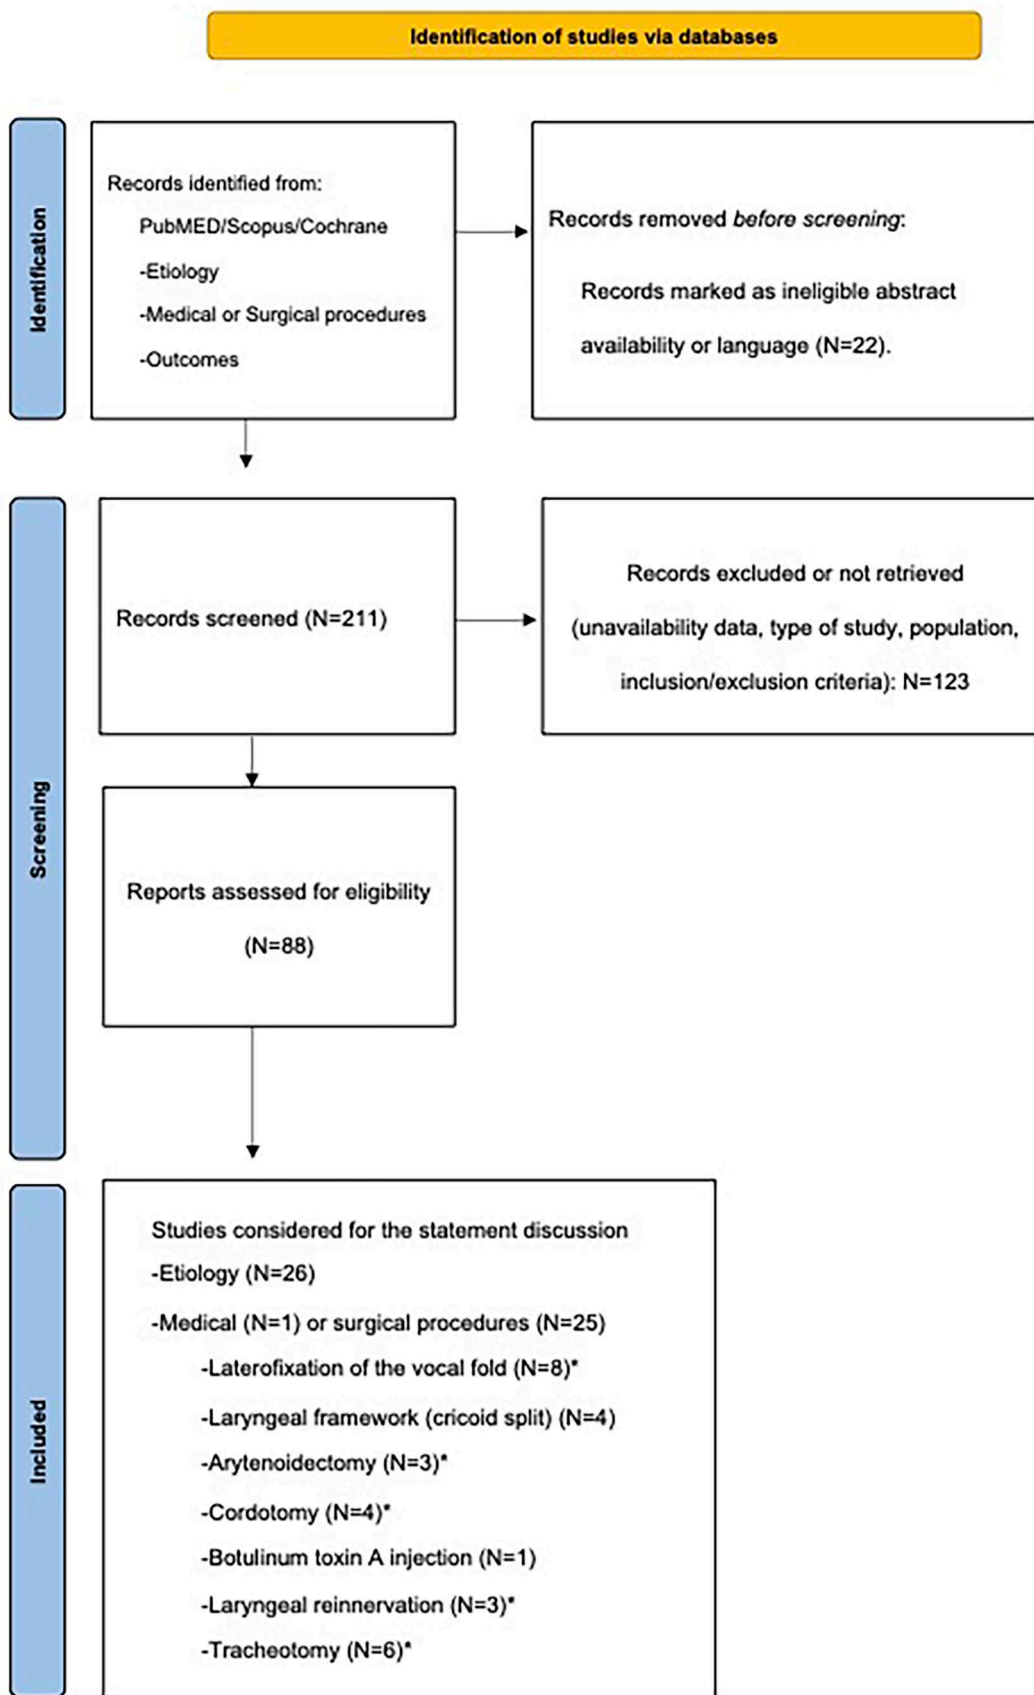 Identification of studies via databases
Identification
Records identified from:
PubMED/Scopus/Cochrane
-Etiology
-Medical or Surgical procedures
-Outcomes
Records removed before screening:
Records marked as ineligible abstract
availability or language (N=22).
Screening
Records screened (N=211)
Records excluded or not retrieved
(unavailability data, type of study, population,
inclusion/exclusion criteria): N=123
Reports assessed for eligibility
(N=88)
Included
Studies considered for the statement discussion
-Etiology (N=26)
-Medical (N=1) or surgical procedures (N=25)
-Laterofixation of the vocal fold (N=8)*
-Laryngeal framework (cricoid split) (N=4)
-Arytenoidectomy (N=3)*
-Cordotomy (N=4)*
-Botulinum toxin A injection (N=1)
-Laryngeal reinnervation (N=3)*
-Tracheotomy (N=6)*